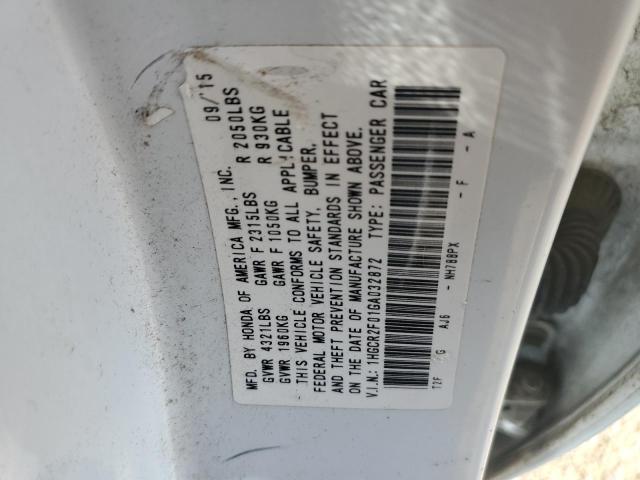 MFD. BY HONDA OF AMERICA MFG., INC. 09/'15
GVWR 4321LBS GAWR F 2315LBS R 2050LBS
GVWR 1960KG GAWR F 1050KG R 930KG
THIS VEHICLE CONFORMS TO ALL APPLICABLE
FEDERAL MOTOR VEHICLE SAFETY, BUMPER,
AND THEFT PREVENTION STANDARDS IN EFFECT
ON THE DATE OF MANUFACTURE SHOWN ABOVE.
V.I.N.: 1HGCR2F01GA032872 TYPE: PASSENGER CAR
T2F G AJ6 - NH788PX - F - A